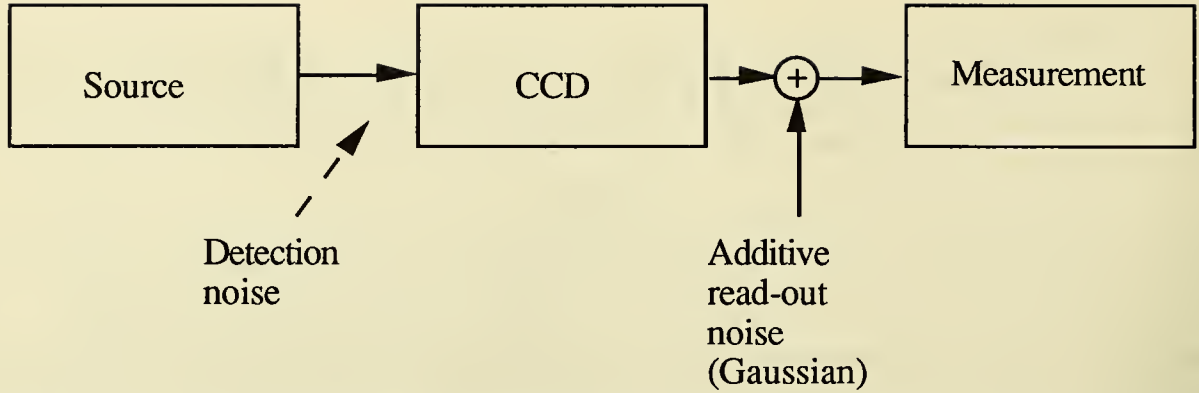 Source
CCD
+
Measurement
Detection
noise
Additive
read-out
noise
(Gaussian)